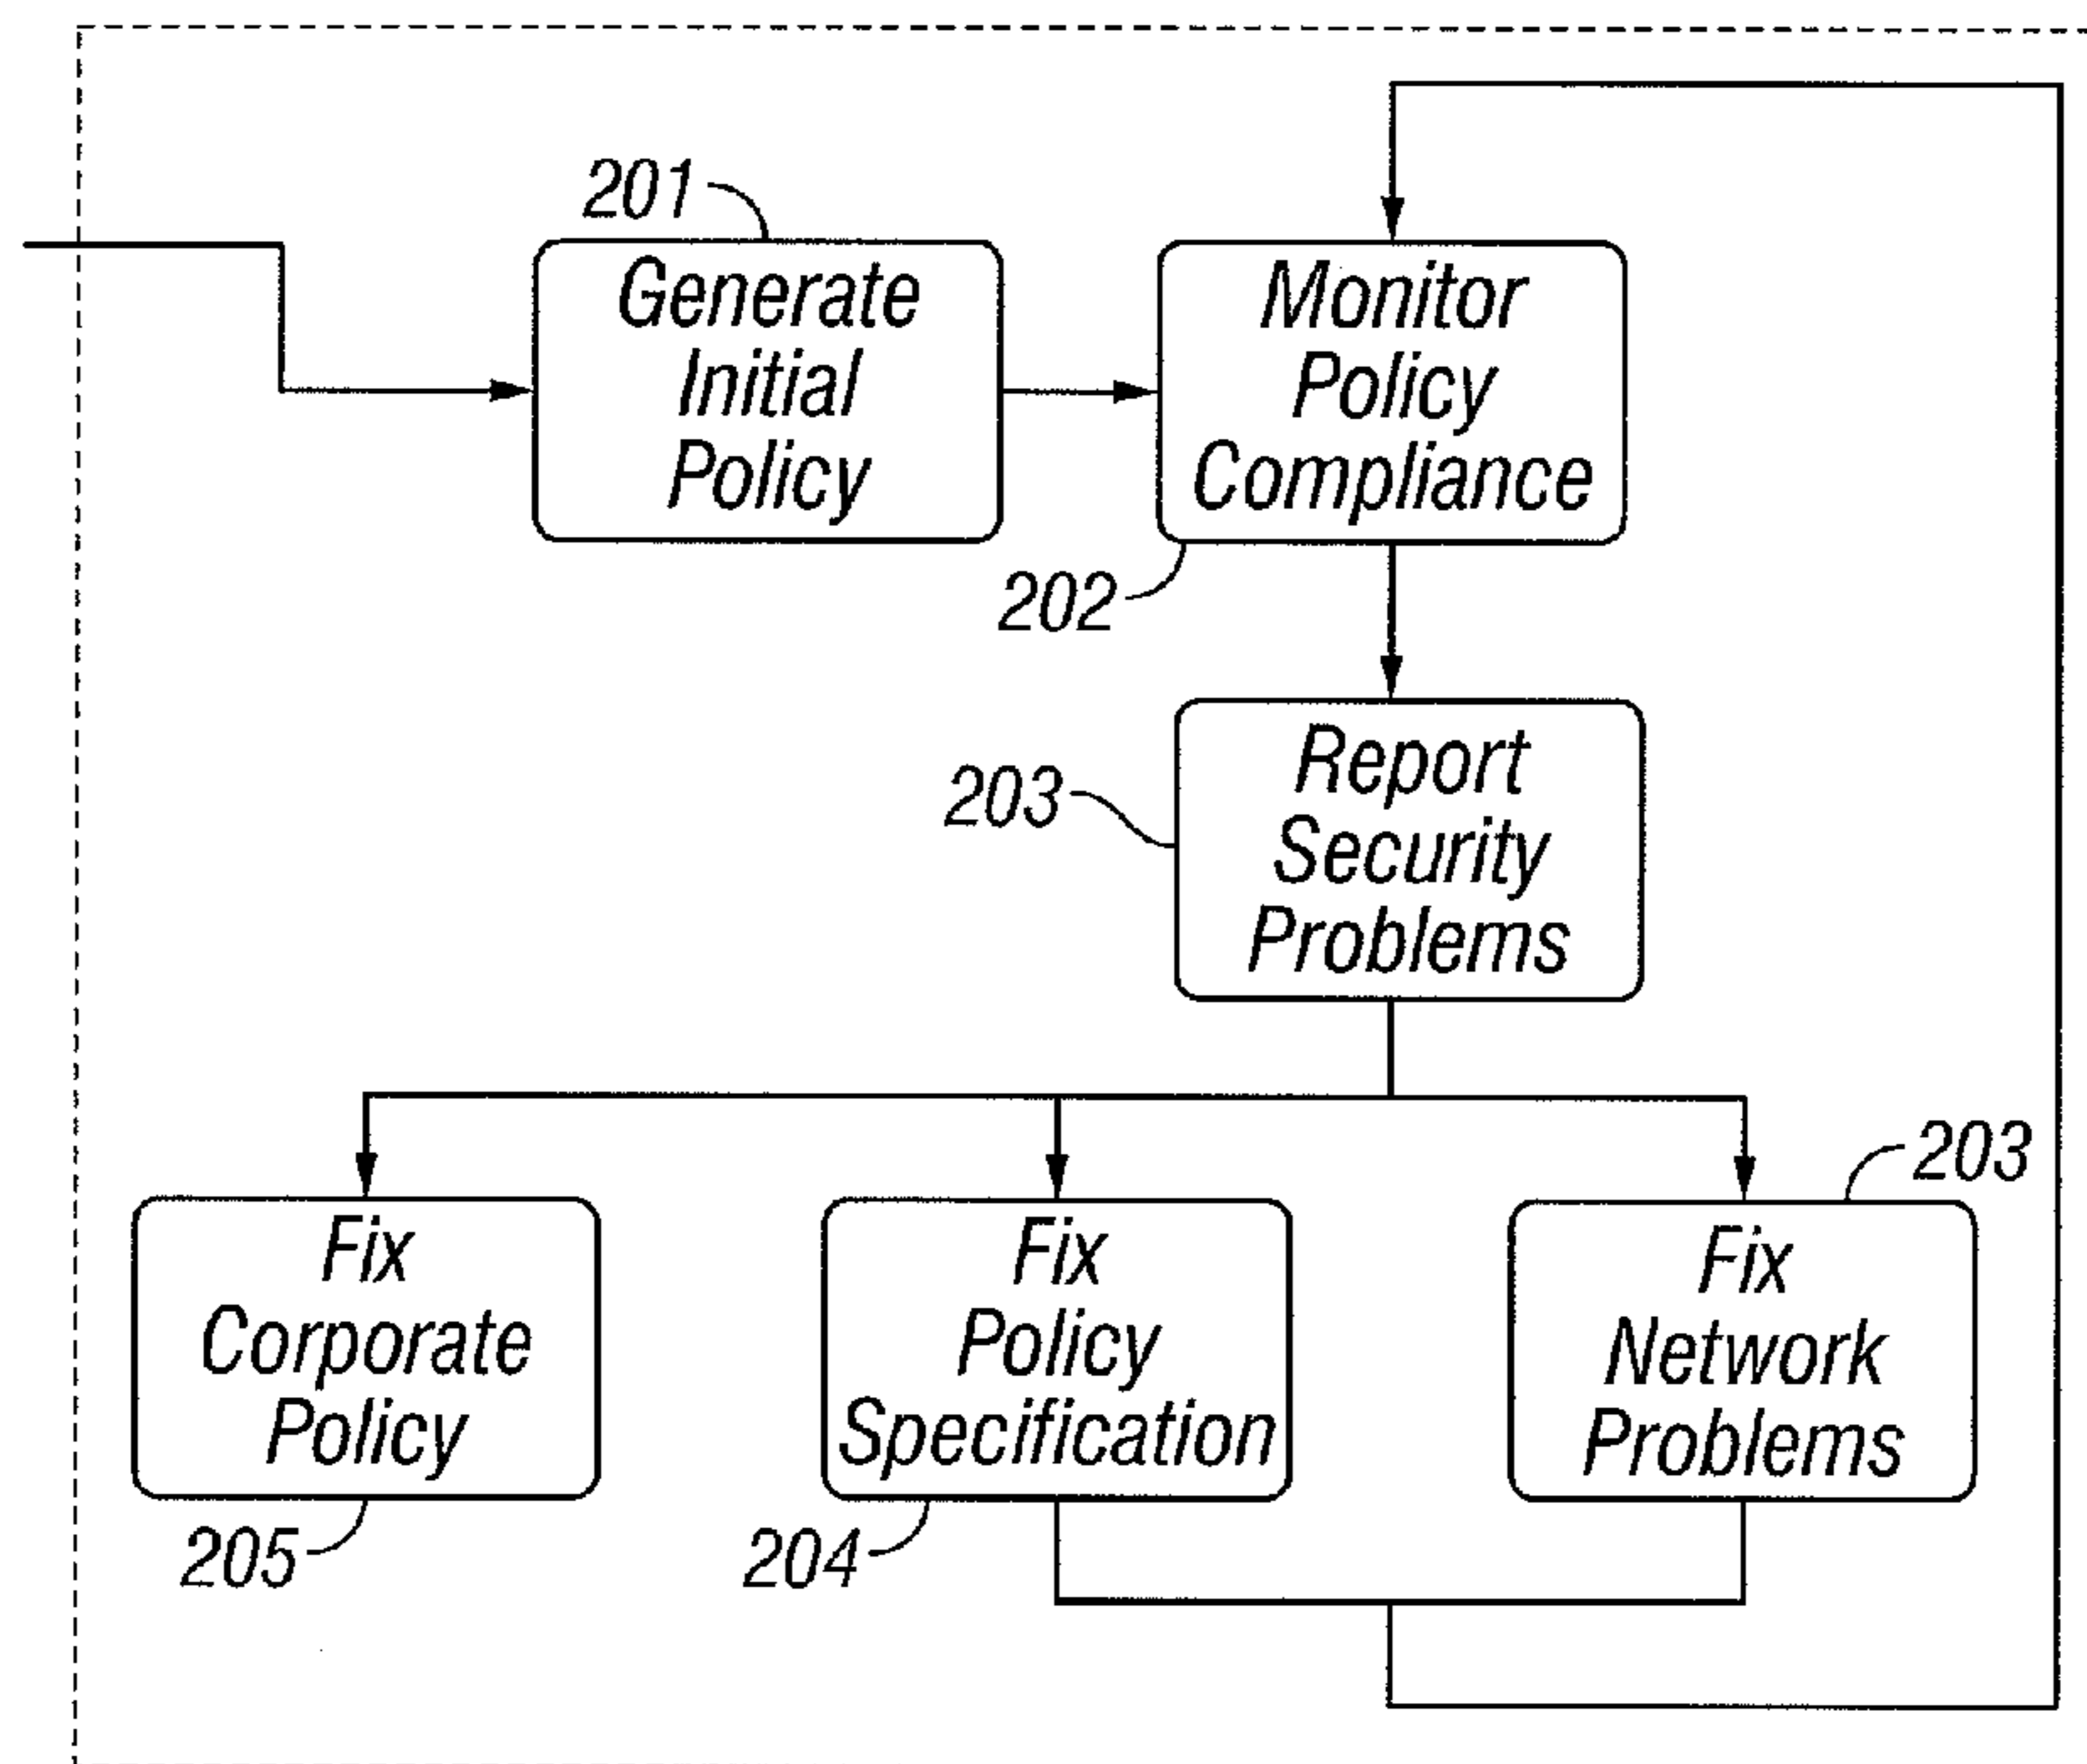 201
Generate
Initial
Policy
Monitor
Policy
Compliance
202
203
Report
Security
Problems
203
Fix
Corporate
Policy
Fix
Policy
Specification
Fix
Network
Problems
205
204